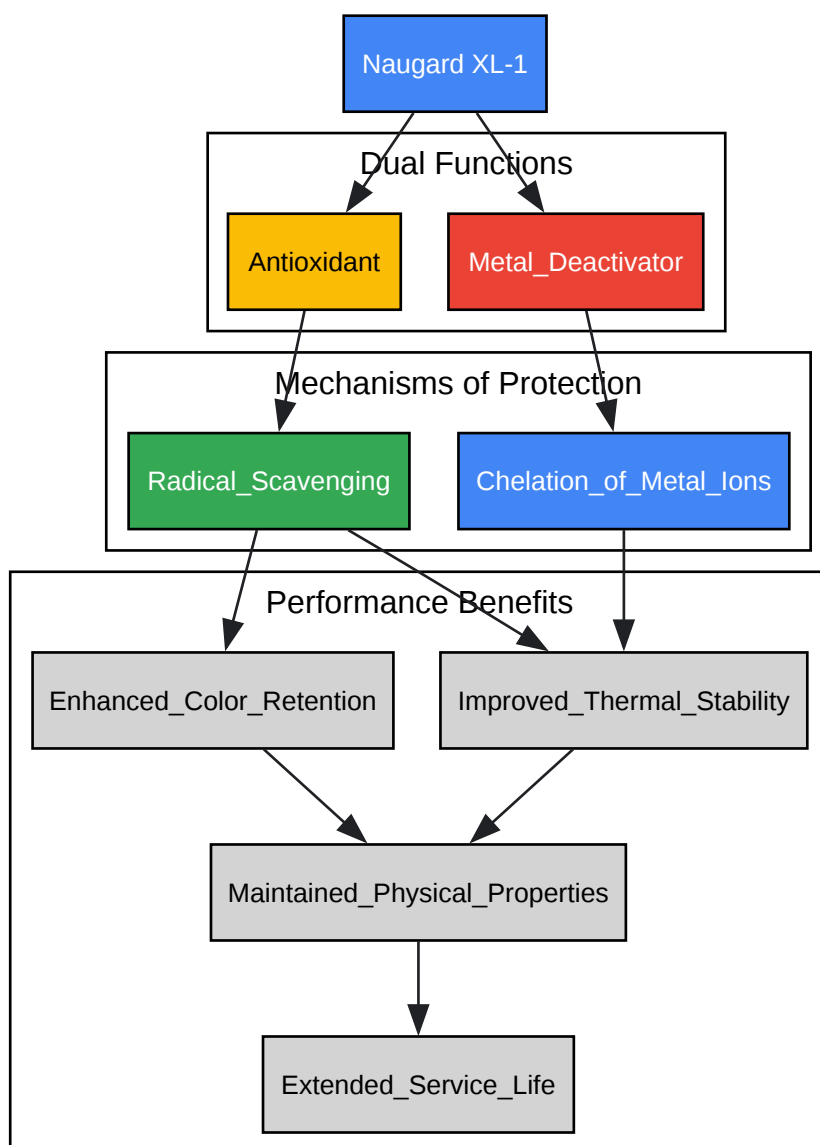 Naugard XL-1
Dual Functions
Antioxidant
Metal_Deactivator
Mechanisms of Protection
Radical_Scavenging
Chelation_of_Metal_Ions
Performance Benefits
Enhanced_Color_Retention
Improved_Thermal_Stability
Maintained_Physical_Properties
Extended_Service_Life